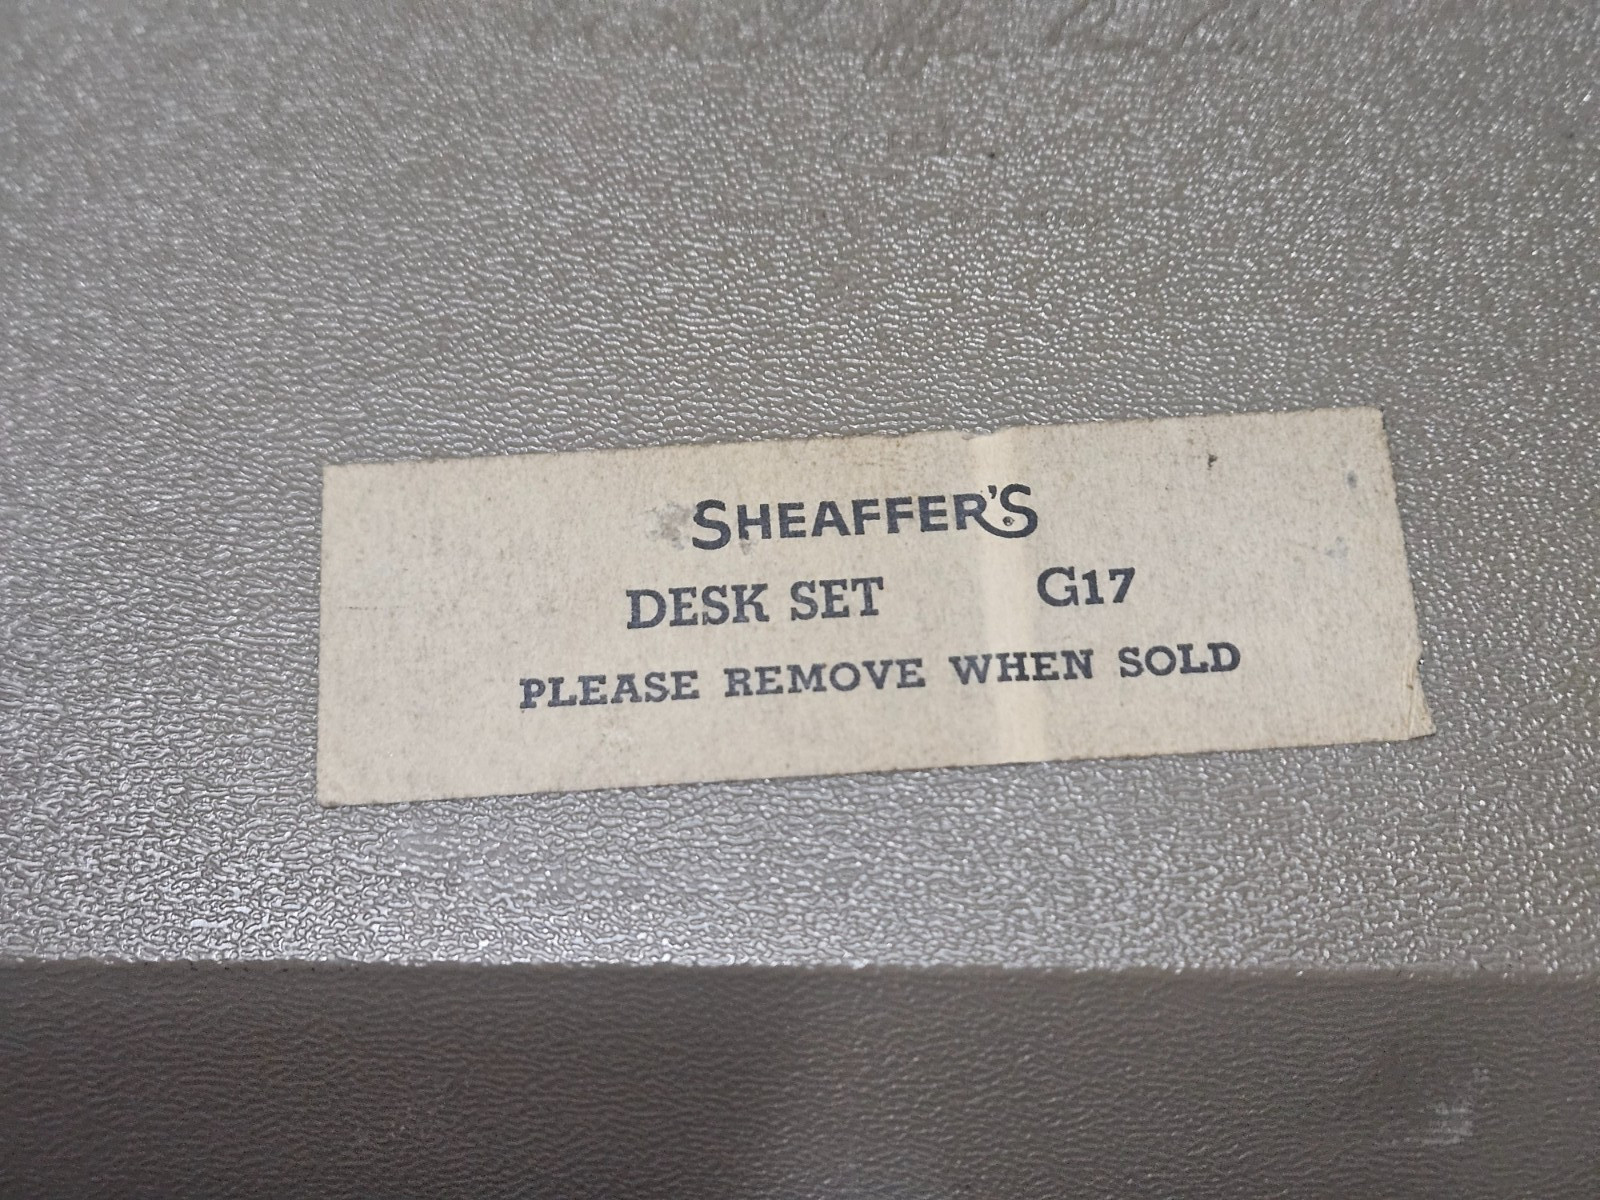 SHEAFFER'S
DESK SET G17
PLEASE REMOVE WHEN SOLD